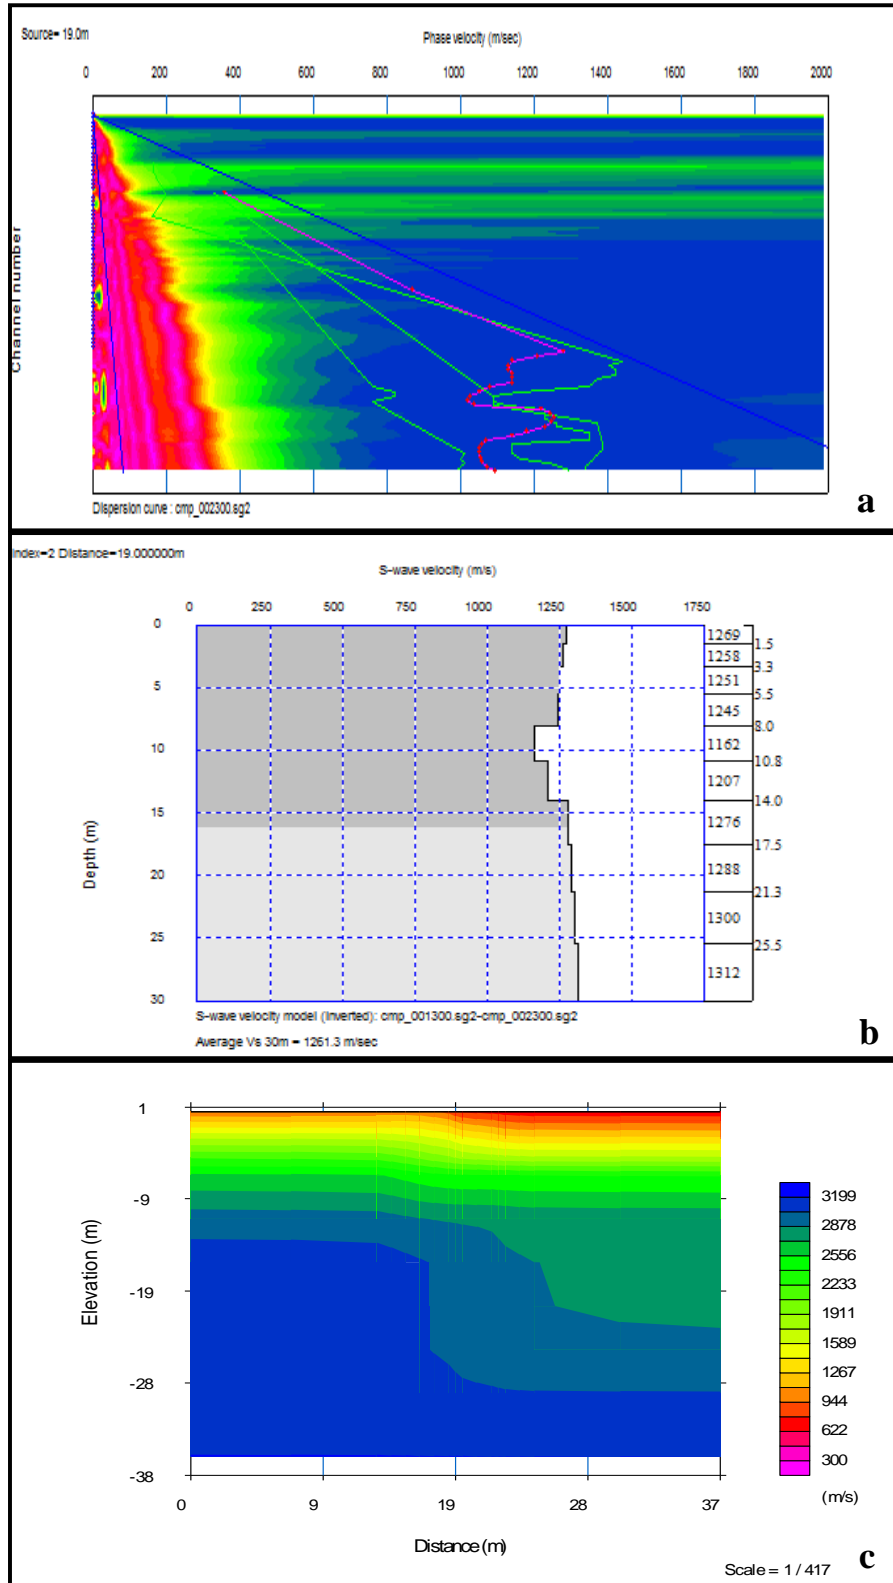 Source= 19.0m
Phase velocity (m/sec)
0 200 400 600 800 1000 1200 1400 1600 1800 2000
Channel number
Dispersion curve : cmp_002300.sg2
a
Index=2 Distance=19.000000m
S-wave velocity (m/s)
0 250 500 750 1000 1250 1500 1750
0
5
10
15
20
25
30
Depth (m)
1269
1.5
1258
3.3
1251
5.5
1245
8.0
1162
10.8
1207
14.0
1276
17.5
1288
21.3
1300
25.5
1312
S-wave velocity model (inverted): cmp_001300.sg2-cmp_002300.sg2
Average Vs 30m = 1261.3 m/sec
b
1
-9
-19
-28
-38
Elevation (m)
0 9 19 28 37
Distance (m)
3199
2878
2556
2233
1911
1589
1267
944
622
300
(m/s)
Scale = 1 / 417
c